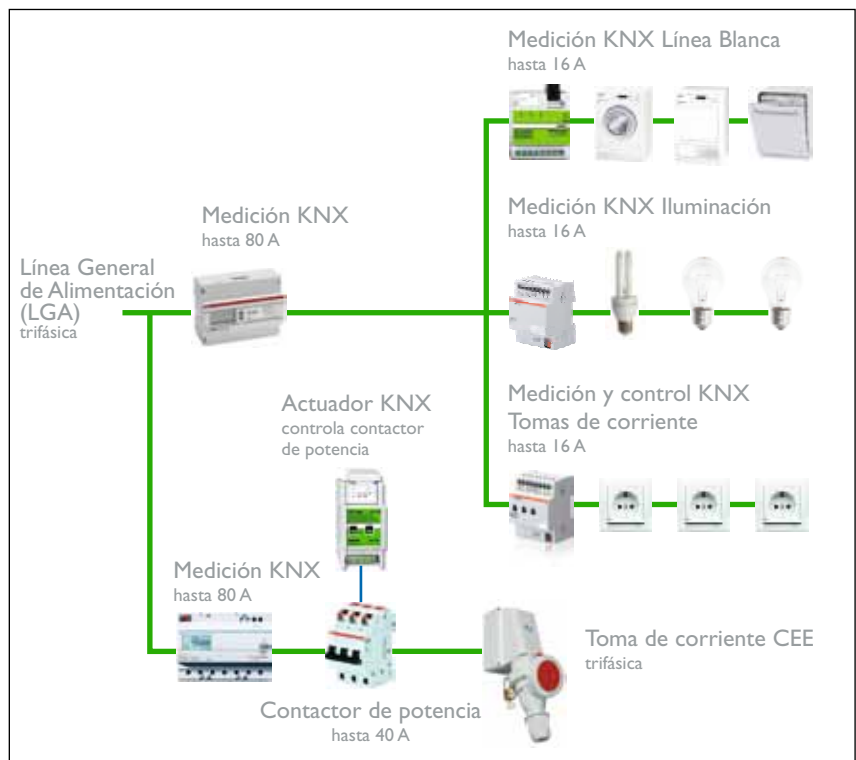 Medición KNX Línea Blanca
hasta 16 A
Medición KNX
hasta 80 A
Medición KNX Iluminación
hasta 16 A
Línea General
de Alimentación
(LGA)
trifásica
Actuador KNX
controla contactor
de potencia
Medición y control KNX
Tomas de corriente
hasta 16 A
Medición KNX
hasta 80 A
Toma de corriente CEE
trifásica
Contactor de potencia
hasta 40 A